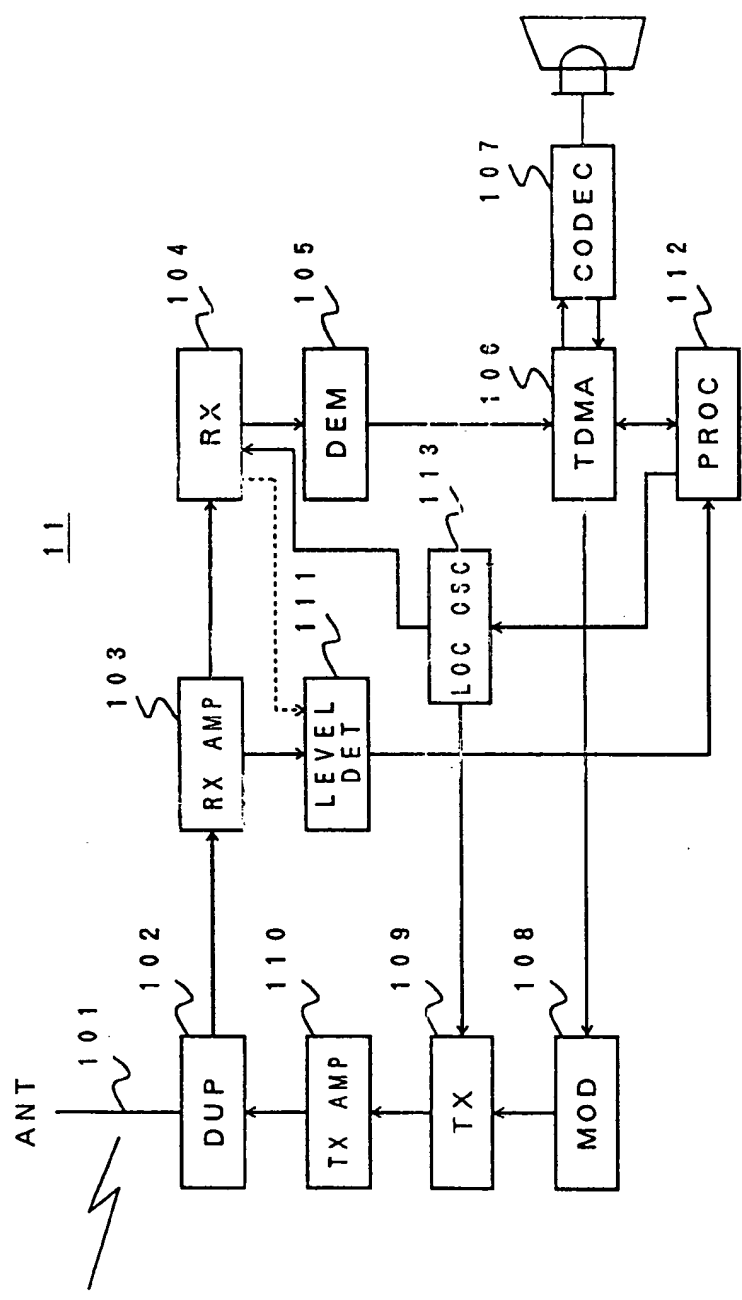 11
ANT
101
DUP
102
RX AMP
103
RX
104
TX AMP
110
LEVEL
DET
111
DEM
105
TX
109
LOC OSC
113
MOD
108
TDMA
106
CODEC
107
PROC
112